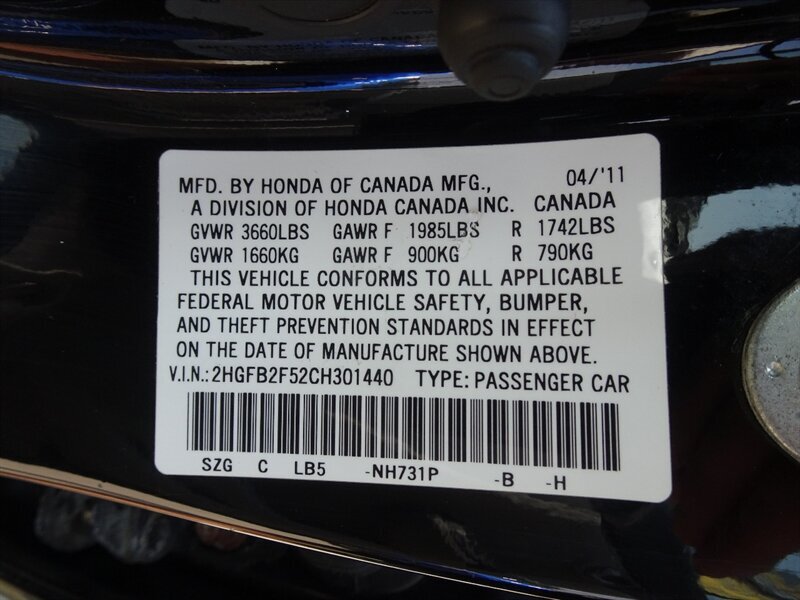 MFD. BY HONDA OF CANADA MFG., 04/'11
A DIVISION OF HONDA CANADA INC. CANADA
GVWR 3660LBS GAWR F 1985LBS R 1742LBS
GVWR 1660KG GAWR F 900KG R 790KG
THIS VEHICLE CONFORMS TO ALL APPLICABLE
FEDERAL MOTOR VEHICLE SAFETY, BUMPER,
AND THEFT PREVENTION STANDARDS IN EFFECT
ON THE DATE OF MANUFACTURE SHOWN ABOVE.
V.I.N.:2HGFB2F52CH301440 TYPE:PASSENGER CAR
SZG C LB5 -NH731P -B -H